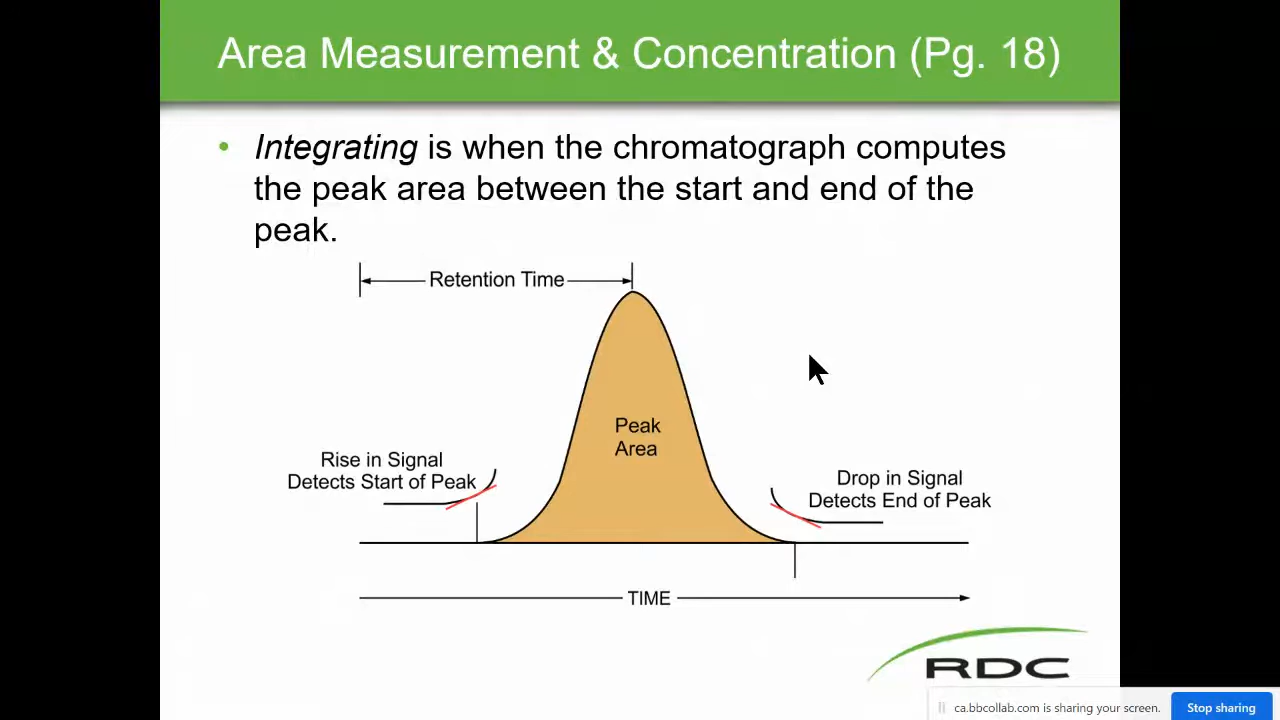 Area Measurement & Concentration (Pg. 18)
• Integrating is when the chromatograph computes
the peak area between the start and end of the
peak.
Retention Time
Peak
Area
Rise in Signal
Detects Start of Peak
Drop in Signal
Detects End of Peak
TIME
RDC
ca.bbcollab.com is sharing your screen.
Stop sharing